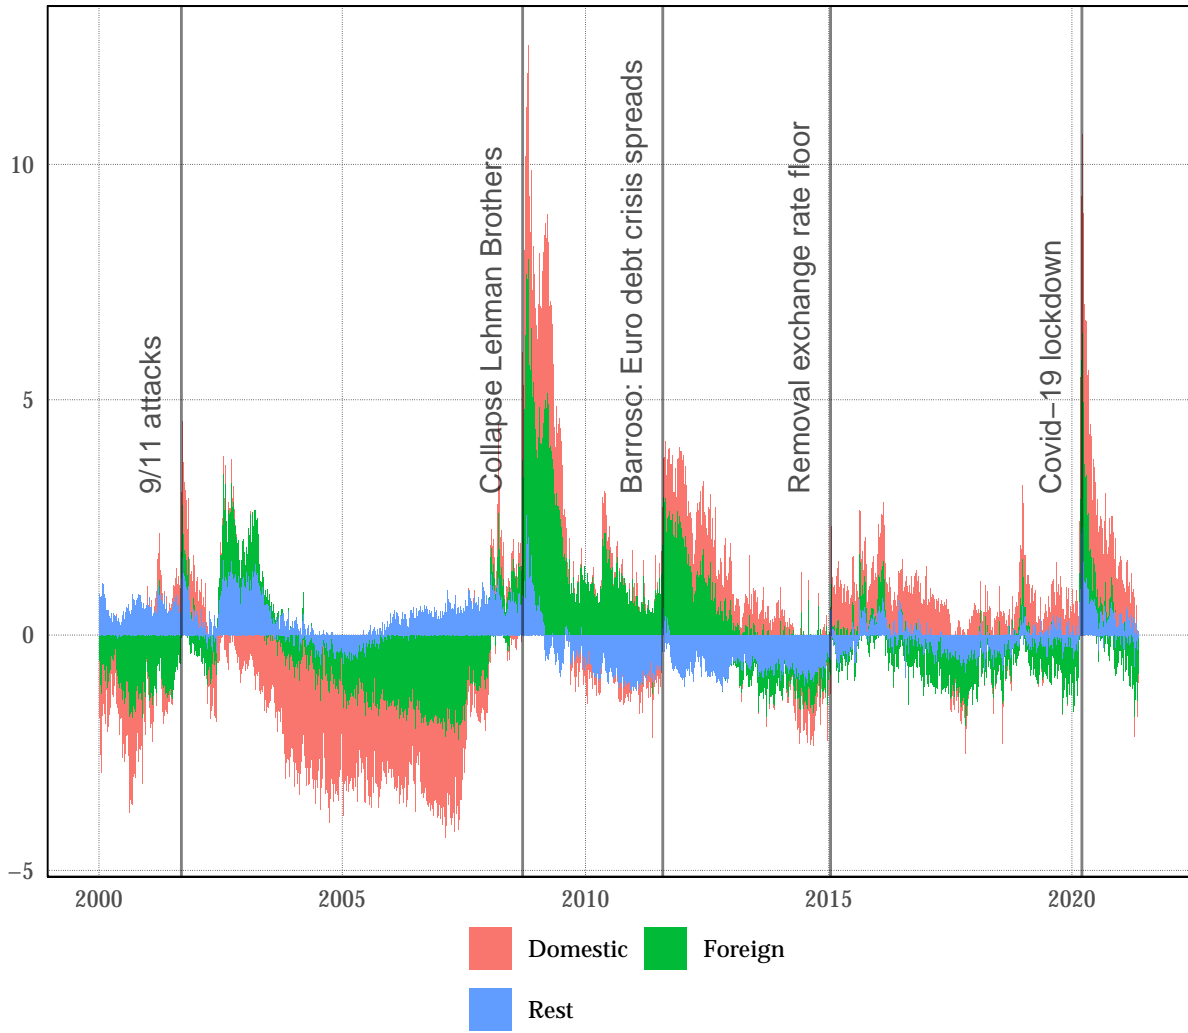 10
5
0
−5
9/11 attacks
Collapse Lehman Brothers
Barroso: Euro debt crisis spreads
Removal exchange rate floor
Covid−19 lockdown
2000
2005
2010
2015
2020
Domestic
Foreign
Rest